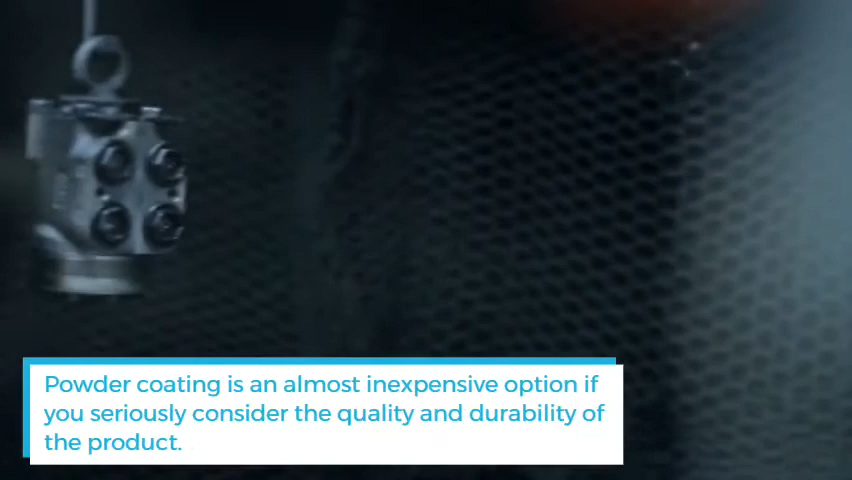 Powder coating is an almost inexpensive option if
you seriously consider the quality and durability of
the product.